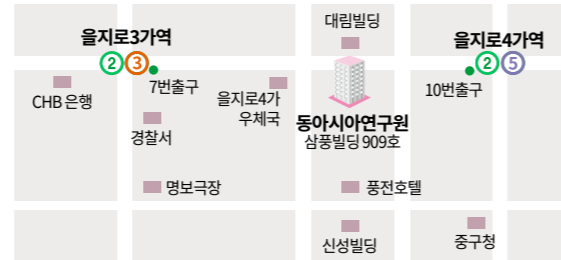 대림빌딩
을지로3가역
2 3
7번출구
CHB 은행
경찰서
을지로4가
우체국
동아시아연구원
삼풍빌딩 909호
을지로4가역
2 5
10번출구
명보극장
풍전호텔
신성빌딩
중구청